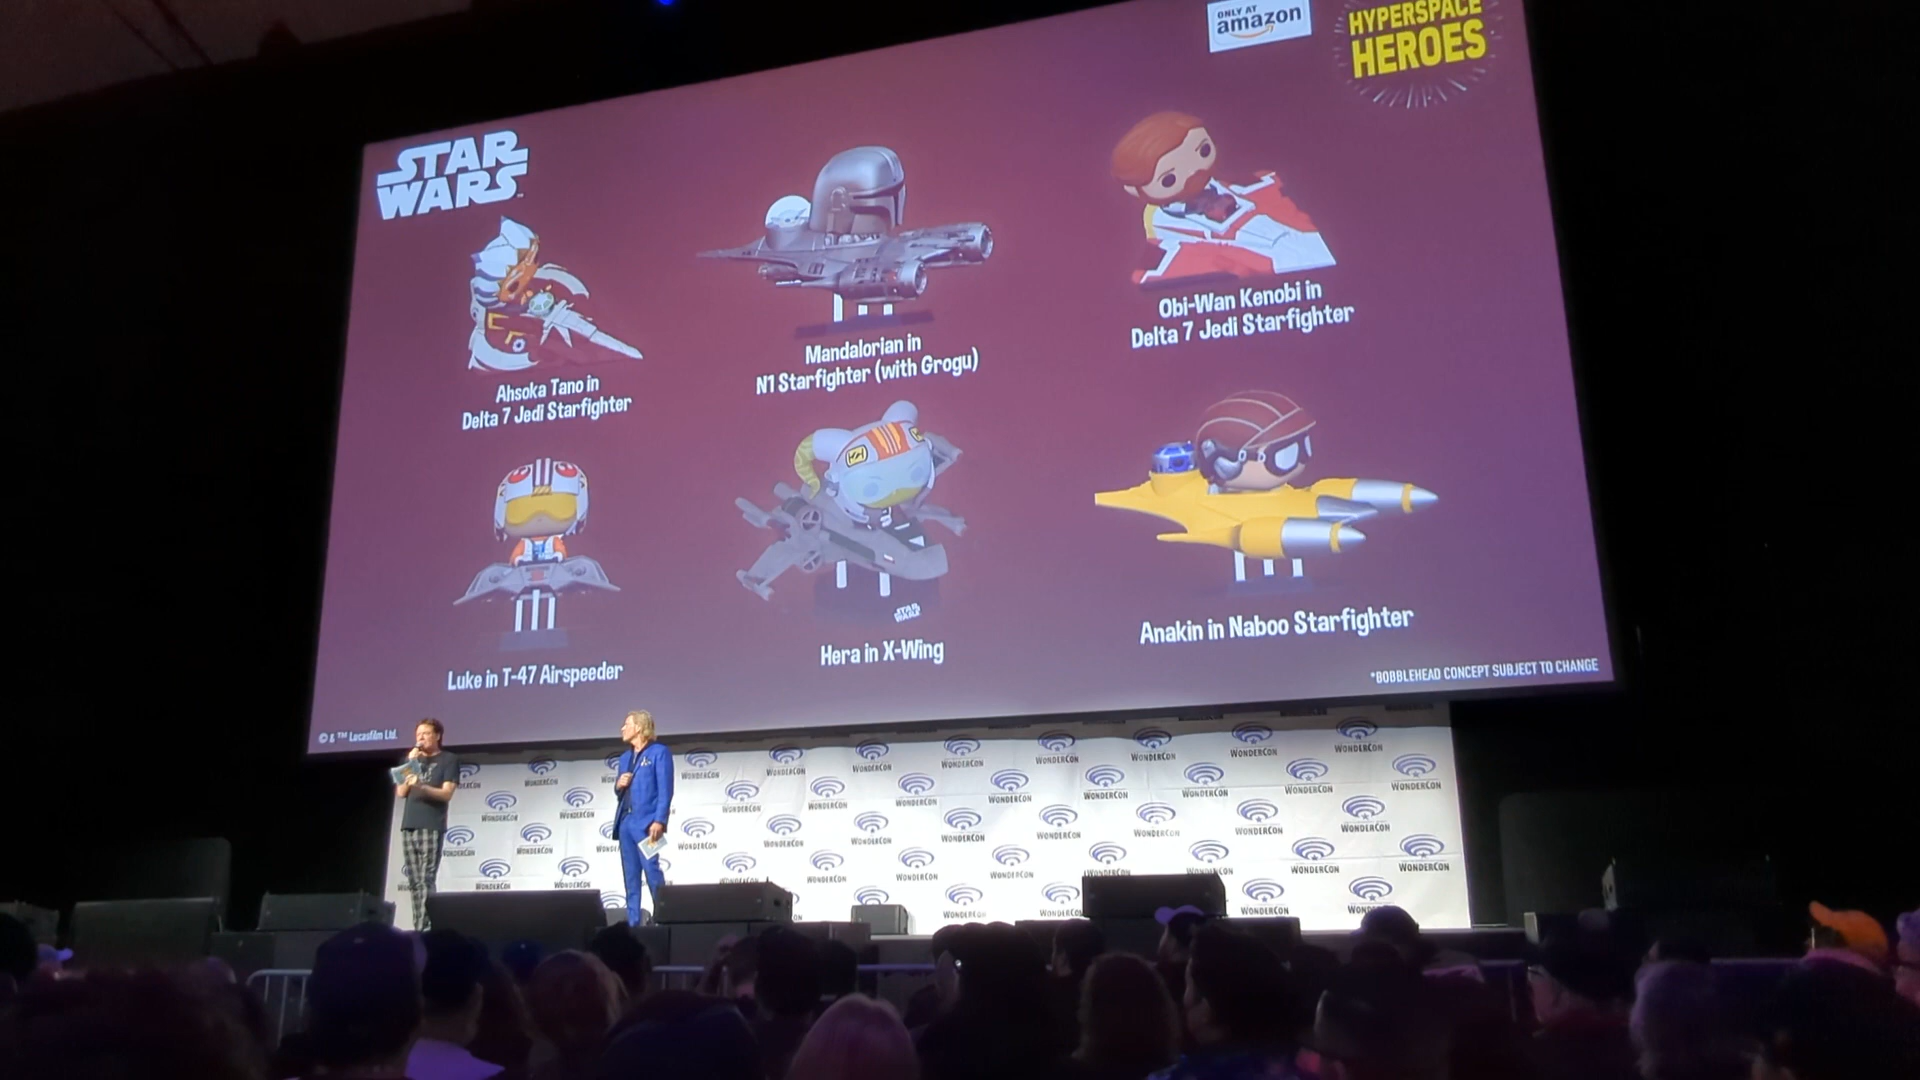 ONLY AT
amazon
HYPERSPACE
HEROES
STAR
WARS
Ahsoka Tano in
Delta 7 Jedi Starfighter
Mandalorian in
N1 Starfighter (with Grogu)
Obi-Wan Kenobi in
Delta 7 Jedi Starfighter
Luke in T-47 Airspeeder
STAR
WARS
Hera in X-Wing
Anakin in Naboo Starfighter
*BOBBLEHEAD CONCEPT SUBJECT TO CHANGE
© & ™ Lucasfilm Ltd.
WONDERCON